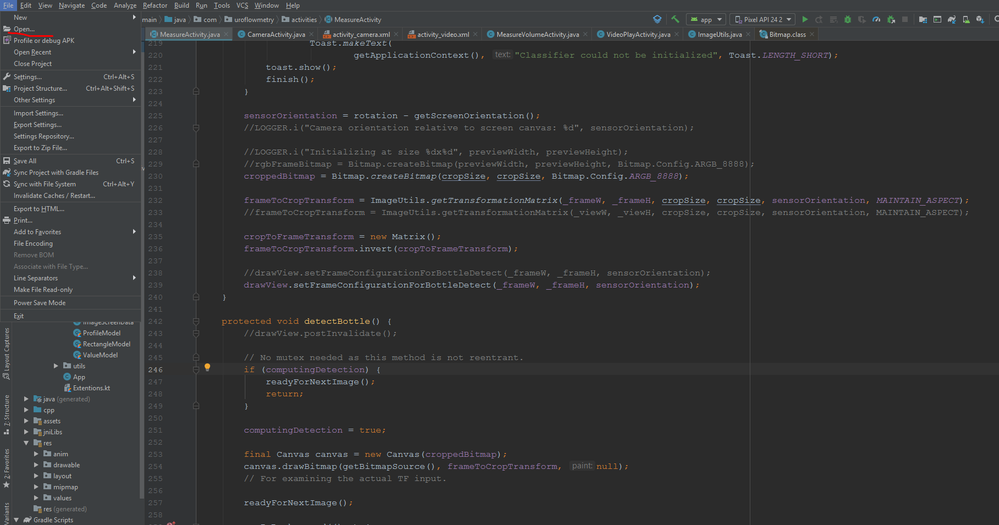 File Edit View Navigate Code Analyze Refactor Build Run Tools VCS Window Help
main java com uroflowmetry activities MeasureActivity app Pixel API 24 2
MeasureActivity.java CameraActivity.java activity_camera.xml activity_video.xml MeasureVolumeActivity.java VideoPlayActivity.java ImageUtils.java Bitmap.class
New
Open...
Profile or debug APK
Open Recent
Close Project
Settings... Ctrl+Alt+S
Project Structure... Ctrl+Alt+Shift+S
Other Settings
Import Settings...
Export Settings...
Settings Repository...
Export to Zip File...
Save All Ctrl+S
Sync Project with Gradle Files
Sync with File System Ctrl+Alt+Y
Invalidate Caches / Restart...
Export to HTML...
Print...
Add to Favorites
File Encoding
Remove BOM
Associate with File Type...
Line Separators
Make File Read-only
Power Save Mode
Exit
ImageScreenData
ProfileModel
RectangleModel
ValueModel
utils
App
Extentions.kt
java (generated)
cpp
assets
jniLibs
res
anim
drawable
layout
mipmap
values
res (generated)
Gradle Scripts
Layout Captures
7: Structure
2: Favorites
Variants
219 Toast.makeText(
220 getApplicationContext(), text: "Classifier could not be initialized", Toast.LENGTH_SHORT);
221 toast.show();
222 finish();
223 }
224
225 sensorOrientation = rotation - getScreenOrientation();
226 //LOGGER.i("Camera orientation relative to screen canvas: %d", sensorOrientation);
227
228 //LOGGER.i("Initializing at size %dx%d", previewWidth, previewHeight);
229 //rgbFrameBitmap = Bitmap.createBitmap(previewWidth, previewHeight, Bitmap.Config.ARGB_8888);
230 croppedBitmap = Bitmap.createBitmap(cropSize, cropSize, Bitmap.Config.ARGB_8888);
231
232 frameToCropTransform = ImageUtils.getTransformationMatrix(_frameW, _frameH, cropSize, cropSize, sensorOrientation, MAINTAIN_ASPECT);
233 //frameToCropTransform = ImageUtils.getTransformationMatrix(_viewW, _viewH, cropSize, cropSize, sensorOrientation, MAINTAIN_ASPECT);
234
235 cropToFrameTransform = new Matrix();
236 frameToCropTransform.invert(cropToFrameTransform);
237
238 //drawView.setFrameConfigurationForBottleDetect(_frameW, _frameH, sensorOrientation);
239 drawView.setFrameConfigurationForBottleDetect(_frameW, _frameH, sensorOrientation);
240 }
241
242 protected void detectBottle() {
243 //drawView.postInvalidate();
244
245 // No mutex needed as this method is not reentrant.
246 if (computingDetection) {
247 readyForNextImage();
248 return;
249 }
250
251 computingDetection = true;
252
253 final Canvas canvas = new Canvas(croppedBitmap);
254 canvas.drawBitmap(getBitmapSource(), frameToCropTransform, paint: null);
255 // For examining the actual TF input.
256
257 readyForNextImage();
258